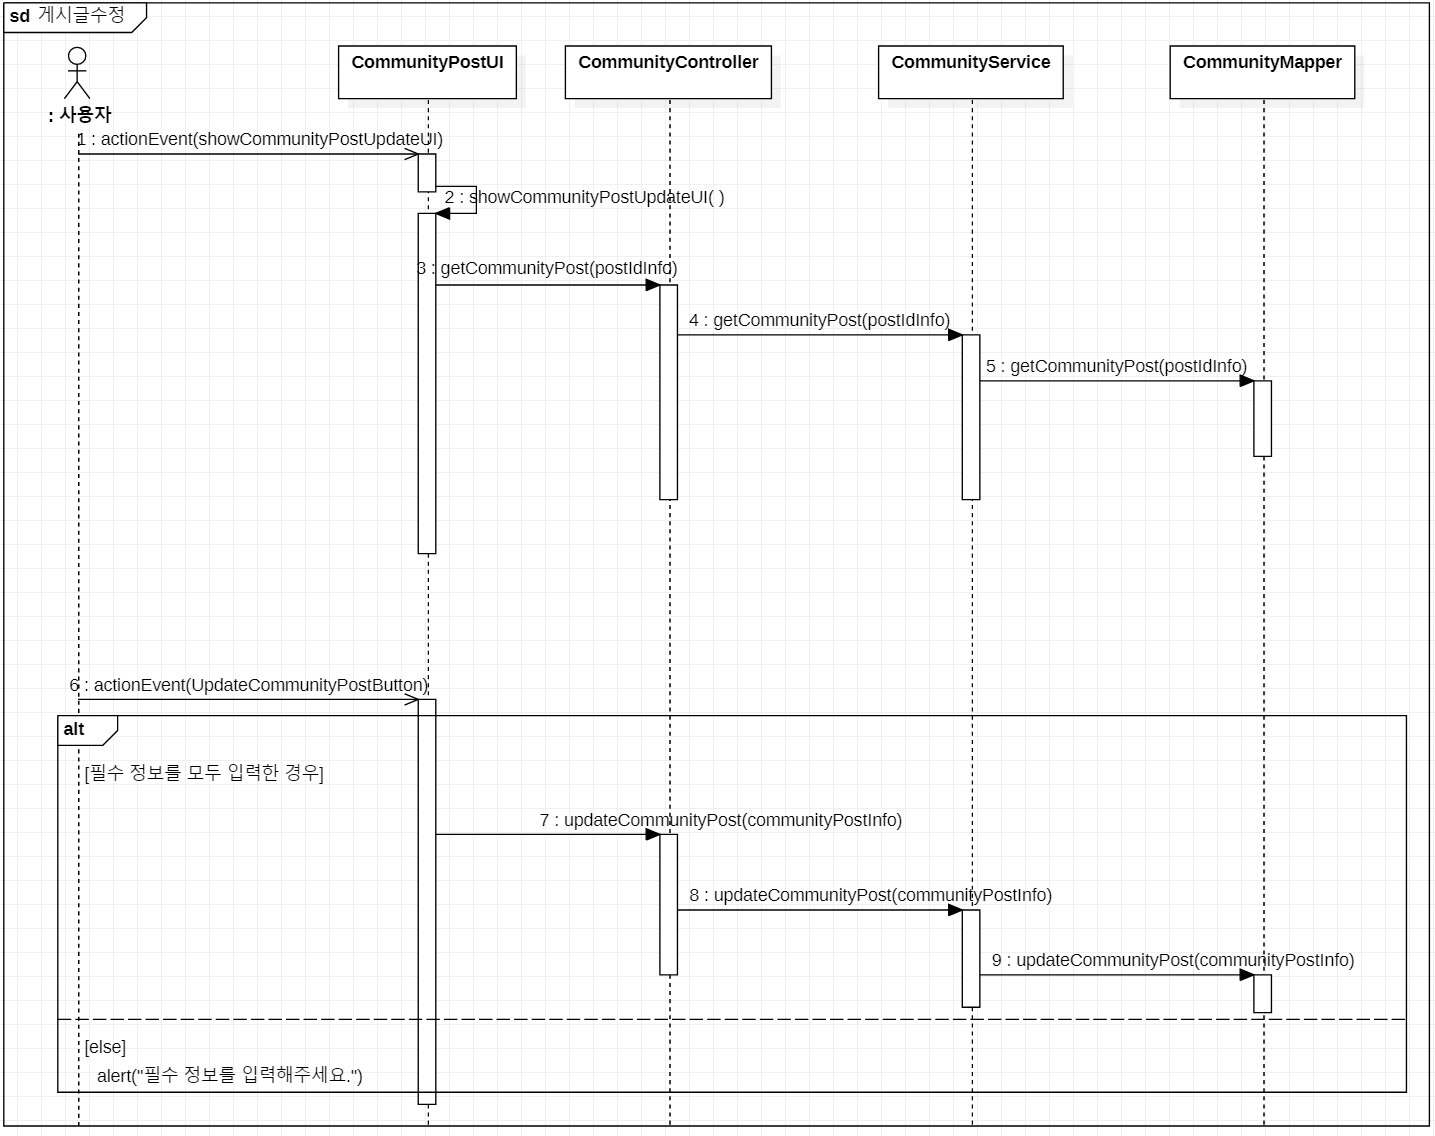 sd 게시글수정
CommunityPostUI
CommunityController
CommunityService
CommunityMapper
: 사용자
1 : actionEvent(showCommunityPostUpdateUI)
2 : showCommunityPostUpdateUI( )
3 : getCommunityPost(postIdInfo)
4 : getCommunityPost(postIdInfo)
5 : getCommunityPost(postIdInfo)
6 : actionEvent(UpdateCommunityPostButton)
alt
[필수 정보를 모두 입력한 경우]
7 : updateCommunityPost(communityPostInfo)
8 : updateCommunityPost(communityPostInfo)
9 : updateCommunityPost(communityPostInfo)
[else]
alert("필수 정보를 입력해주세요.")